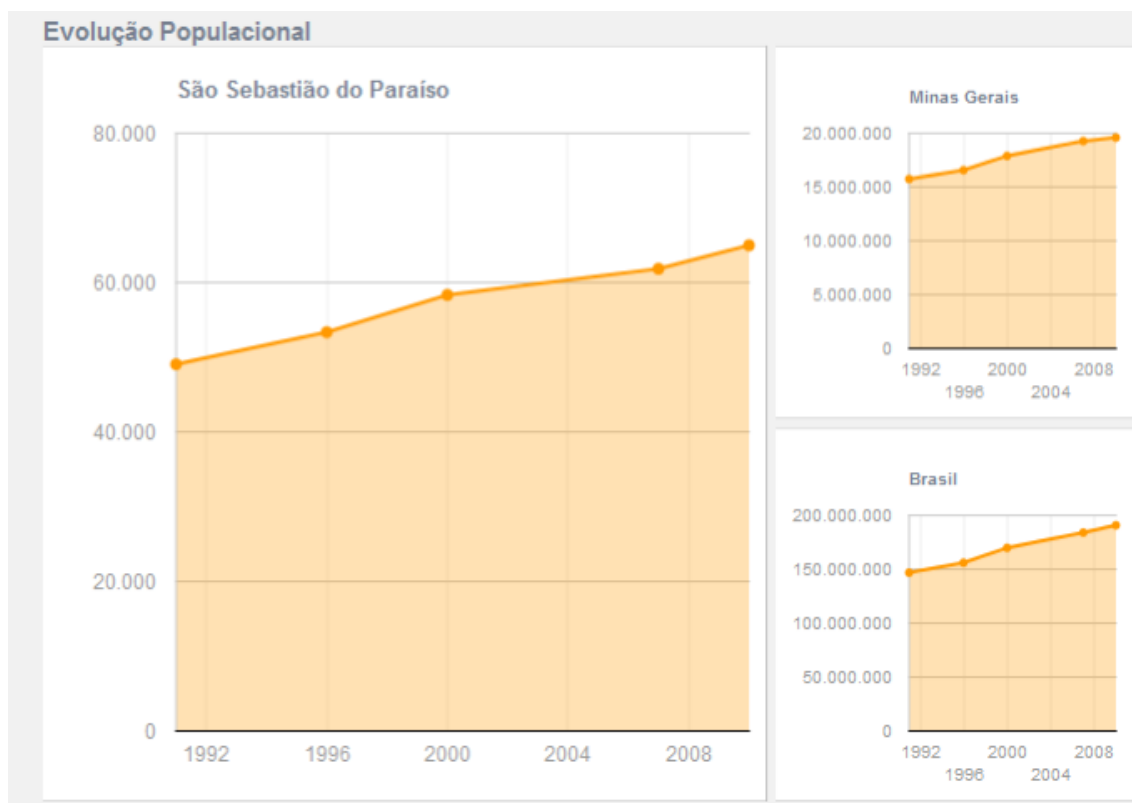 Evolução Populacional
São Sebastião do Paraíso
80.000
60.000
40.000
20.000
0
1992 1996 2000 2004 2008
Minas Gerais
20.000.000
15.000.000
10.000.000
5.000.000
0
1992 2000 2008
1996 2004
Brasil
200.000.000
150.000.000
100.000.000
50.000.000
0
1992 2000 2008
1996 2004